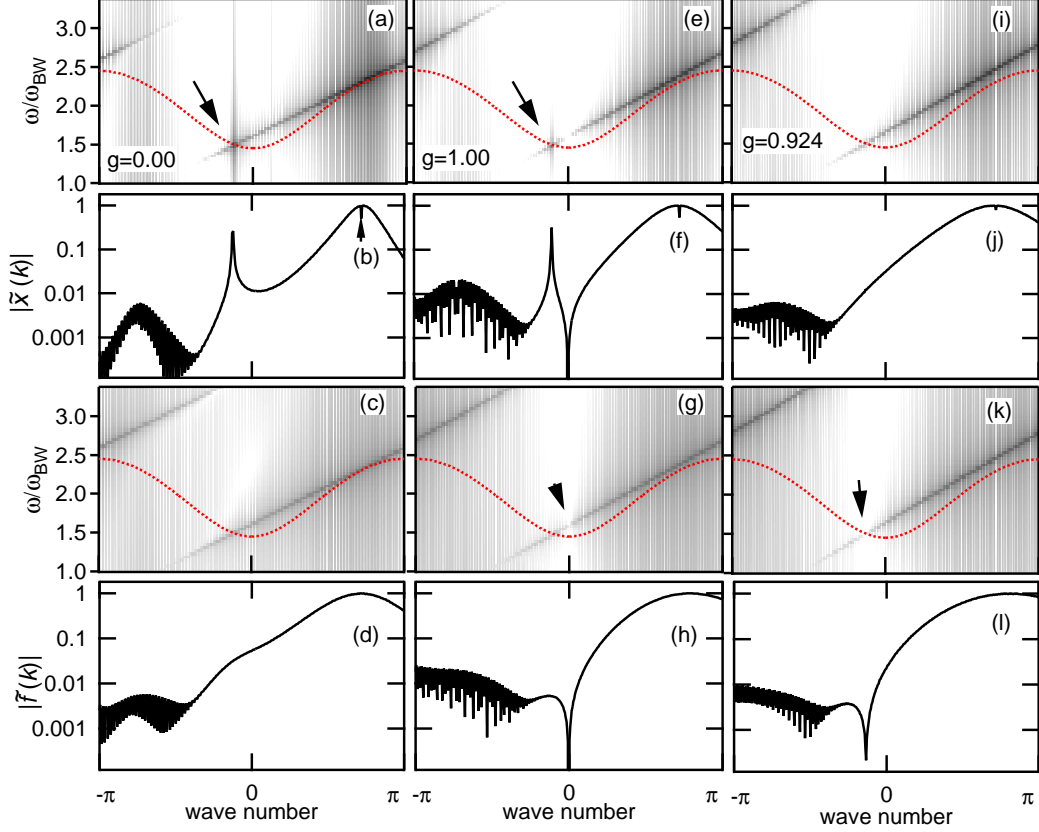 ω/ω_BW
3.0
2.5
2.0
1.5
1.0
(a)
g=0.00
(e)
g=1.00
(i)
g=0.924
|x̃(k)|
1
0.1
0.01
0.001
(b)
(f)
(j)
ω/ω_BW
3.0
2.5
2.0
1.5
1.0
(c)
(g)
(k)
|f̃(k)|
1
0.1
0.01
0.001
(d)
(h)
(l)
-π 0 π 0 -π 0 π
wave number wave number wave number